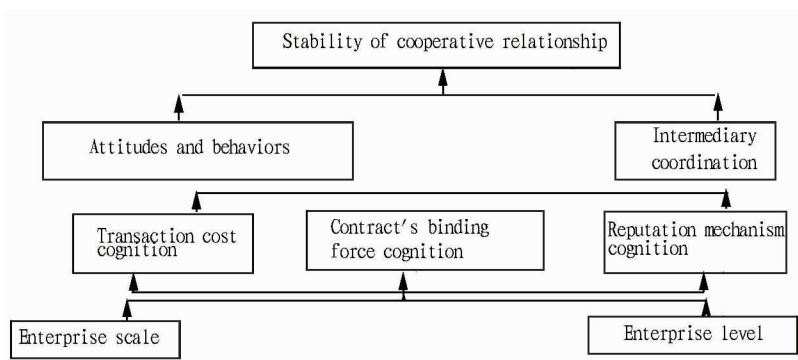 Stability of cooperative relationship
Attitudes and behaviors
Intermediary
coordination
Transaction cost
cognition
Contract's binding
force cognition
Reputation mechanism
cognition
Enterprise scale
Enterprise level